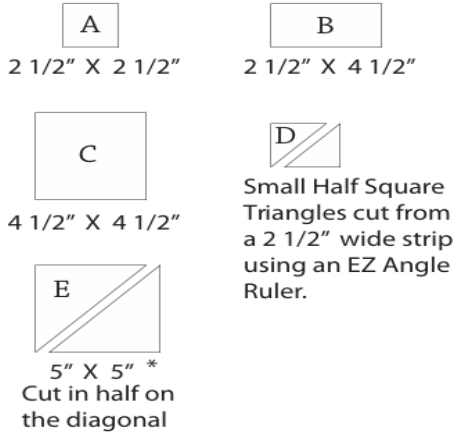 A
2 1/2" X 2 1/2"
B
2 1/2" X 4 1/2"
C
4 1/2" X 4 1/2"
D
Small Half Square
Triangles cut from
a 2 1/2" wide strip
using an EZ Angle
Ruler.
E
5" X 5" *
Cut in half on
the diagonal